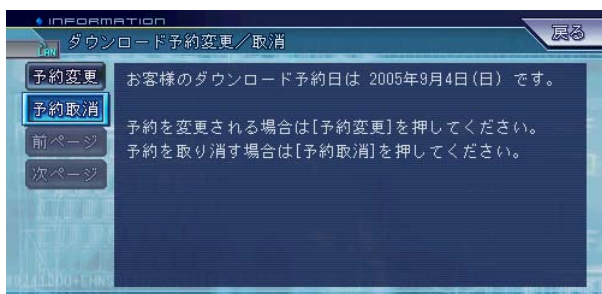 INFORMATION
LAN
ダウンロード予約変更／取消
戻る
予約変更
予約取消
前ページ
次ページ
お客様のダウンロード予約日は 2005年9月4日(日) です。
予約を変更される場合は[予約変更]を押してください。
予約を取り消す場合は[予約取消]を押してください。